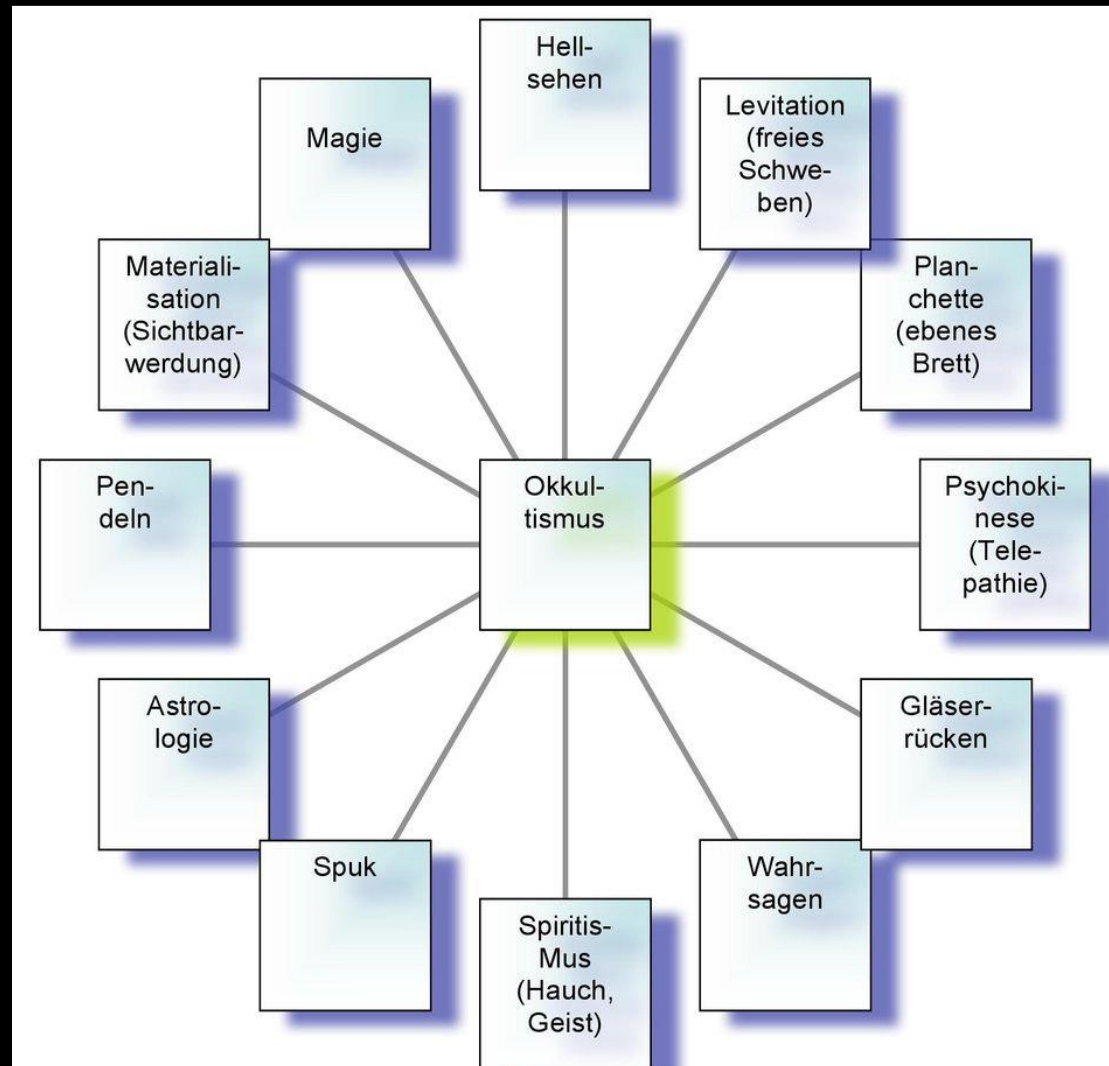 Hell-
sehen
Levitation
(freies
Schwe-
ben)
Plan-
chette
(ebenes
Brett)
Psychoki-
nese
(Tele-
pathie)
Gläser-
rücken
Wahr-
sagen
Spiritis-
Mus
(Hauch,
Geist)
Spuk
Astro-
logie
Pen-
deln
Materiali-
sation
(Sichtbar-
werdung)
Magie
Okkul-
tismus